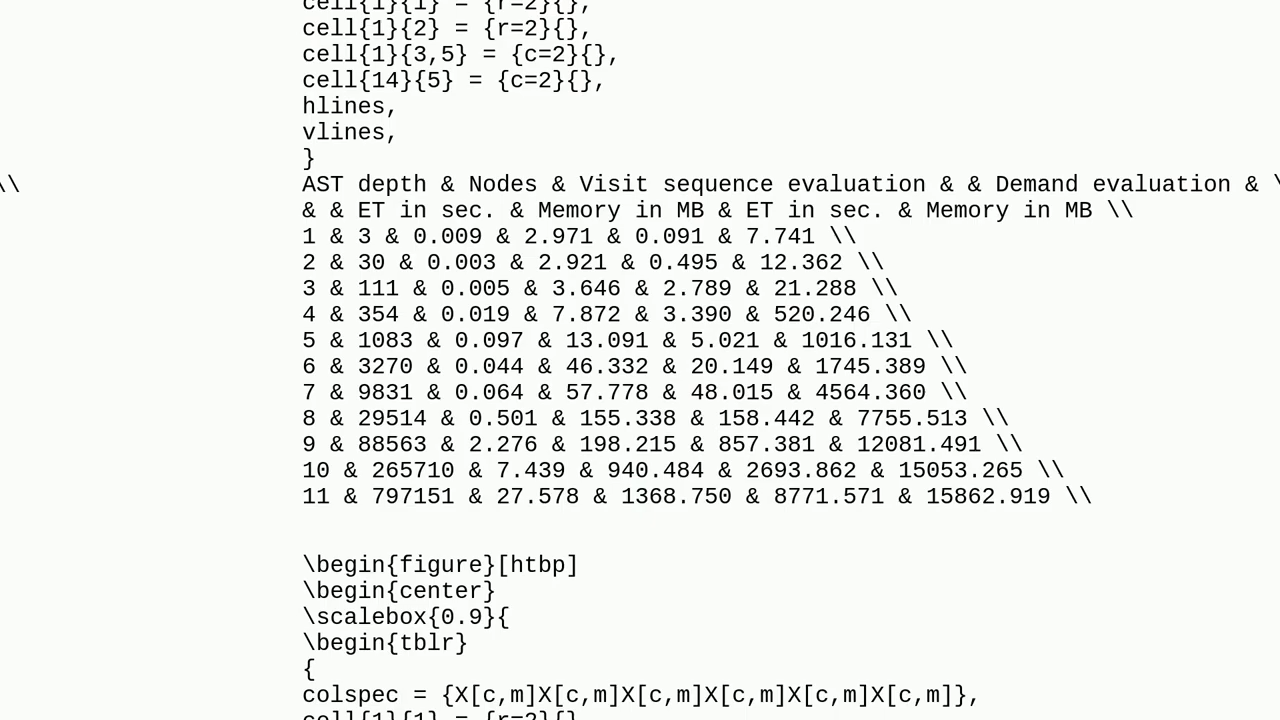 cell{1}{1} = {r=2}{},
cell{1}{2} = {r=2}{},
cell{1}{3,5} = {c=2}{},
cell{14}{5} = {c=2}{},
hlines,
vlines,
}
\\ AST depth & Nodes & Visit sequence evaluation & & Demand evaluation & \
& & ET in sec. & Memory in MB & ET in sec. & Memory in MB \\
1 & 3 & 0.009 & 2.971 & 0.091 & 7.741 \\
2 & 30 & 0.003 & 2.921 & 0.495 & 12.362 \\
3 & 111 & 0.005 & 3.646 & 2.789 & 21.288 \\
4 & 354 & 0.019 & 7.872 & 3.390 & 520.246 \\
5 & 1083 & 0.097 & 13.091 & 5.021 & 1016.131 \\
6 & 3270 & 0.044 & 46.332 & 20.149 & 1745.389 \\
7 & 9831 & 0.064 & 57.778 & 48.015 & 4564.360 \\
8 & 29514 & 0.501 & 155.338 & 158.442 & 7755.513 \\
9 & 88563 & 2.276 & 198.215 & 857.381 & 12081.491 \\
10 & 265710 & 7.439 & 940.484 & 2693.862 & 15053.265 \\
11 & 797151 & 27.578 & 1368.750 & 8771.571 & 15862.919 \\
\begin{figure}[htbp]
\begin{center}
\scalebox{0.9}{
\begin{tblr}
{
colspec = {X[c,m]X[c,m]X[c,m]X[c,m]X[c,m]X[c,m]},
cell{1}{1} = {r=2}{}